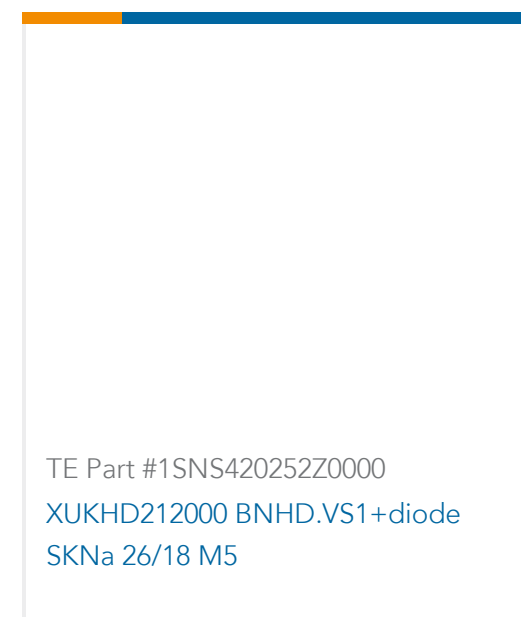 TE Part #1SNS420252Z0000
XUKHD212000 BNHD.VS1+diode
SKNa 26/18 M5